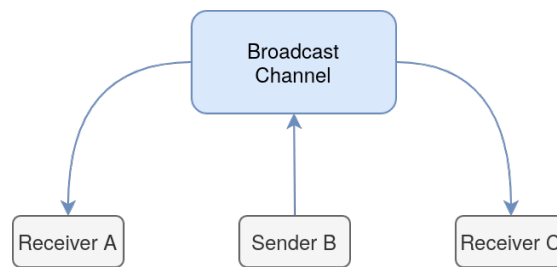 Broadcast
Channel
Receiver A
Sender B
Receiver C